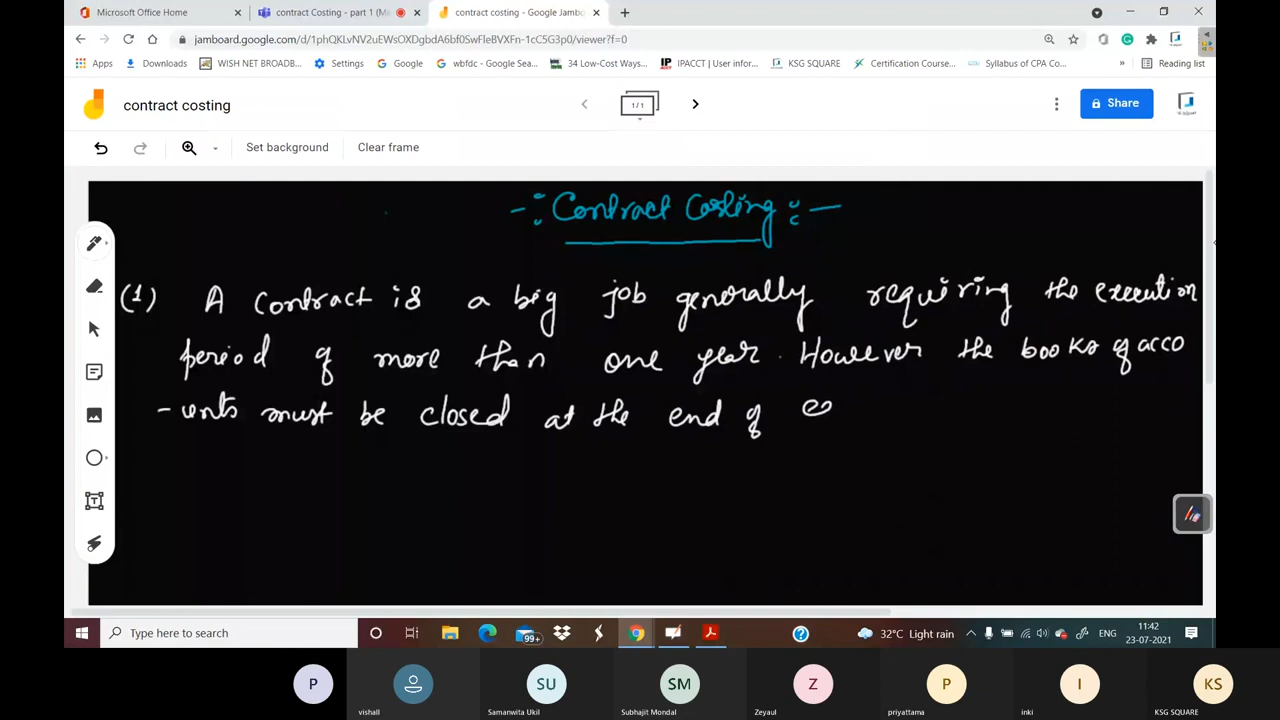 Microsoft Office Home
contract Costing - part 1 (Mi
contract costing - Google Jambo
jamboard.google.com/d/1phQKLvNV2uEWsOXDgbdA6bf0SwFleBVXFn-1cC5G3p0/viewer?f=0
Apps
Downloads
WISH NET BROADB...
Settings
Google
wbfdc - Google Sea...
34 Low-Cost Ways...
IPACCT | User infor...
KSG SQUARE
Certification Course...
Syllabus of CPA Co...
Reading list
contract costing
1/1
Share
Set background
Clear frame
-: Contract Costing :-
(1) A contract is a big job generally requiring the execution
period of more than one year. However the books of acco
-unts must be closed at the end of
Type here to search
99+
32°C Light rain
ENG
11:42
23-07-2021
P
SU
SM
Z
P
I
KS
vishall
Samanwita Ukil
Subhajit Mondal
Zeyaul
priyattama
inki
KSG SQUARE